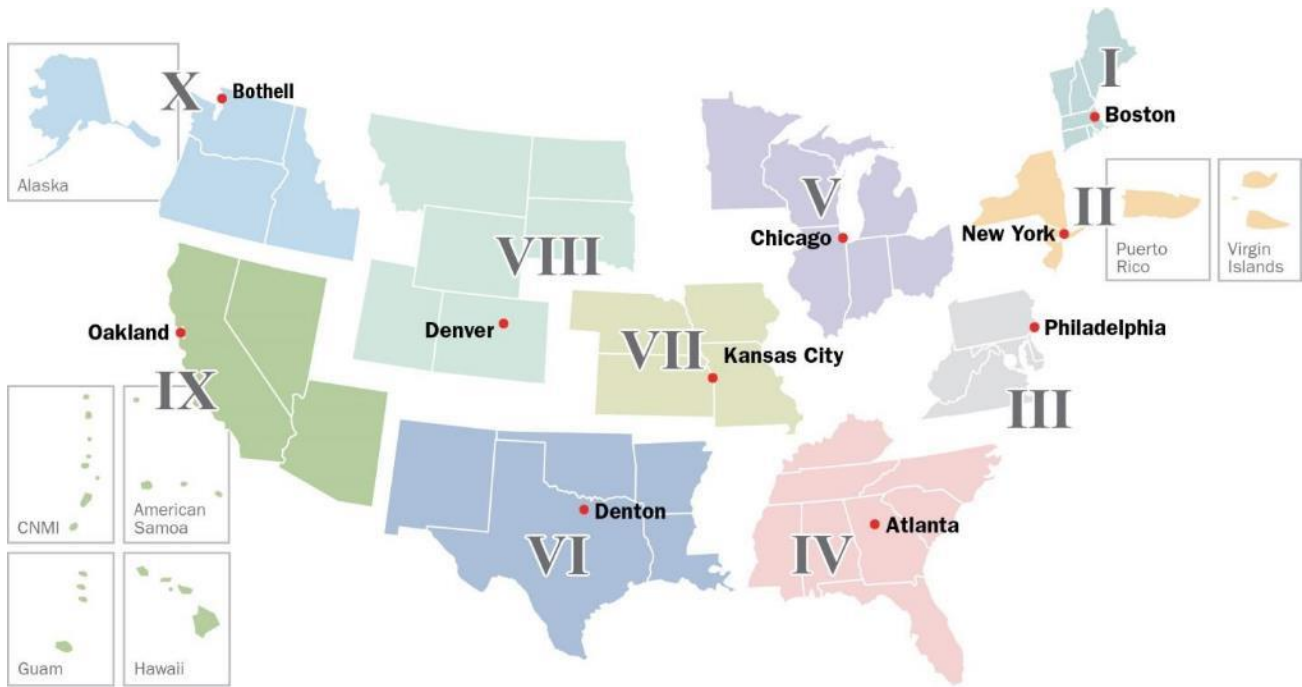 X
Bothell
Alaska
I
Boston
V
Chicago
II
New York
Puerto
Rico
Virgin
Islands
VIII
Denver
Oakland
IX
VII
Kansas City
Philadelphia
III
CNMI
American
Samoa
Guam
Hawaii
VI
Denton
IV
Atlanta